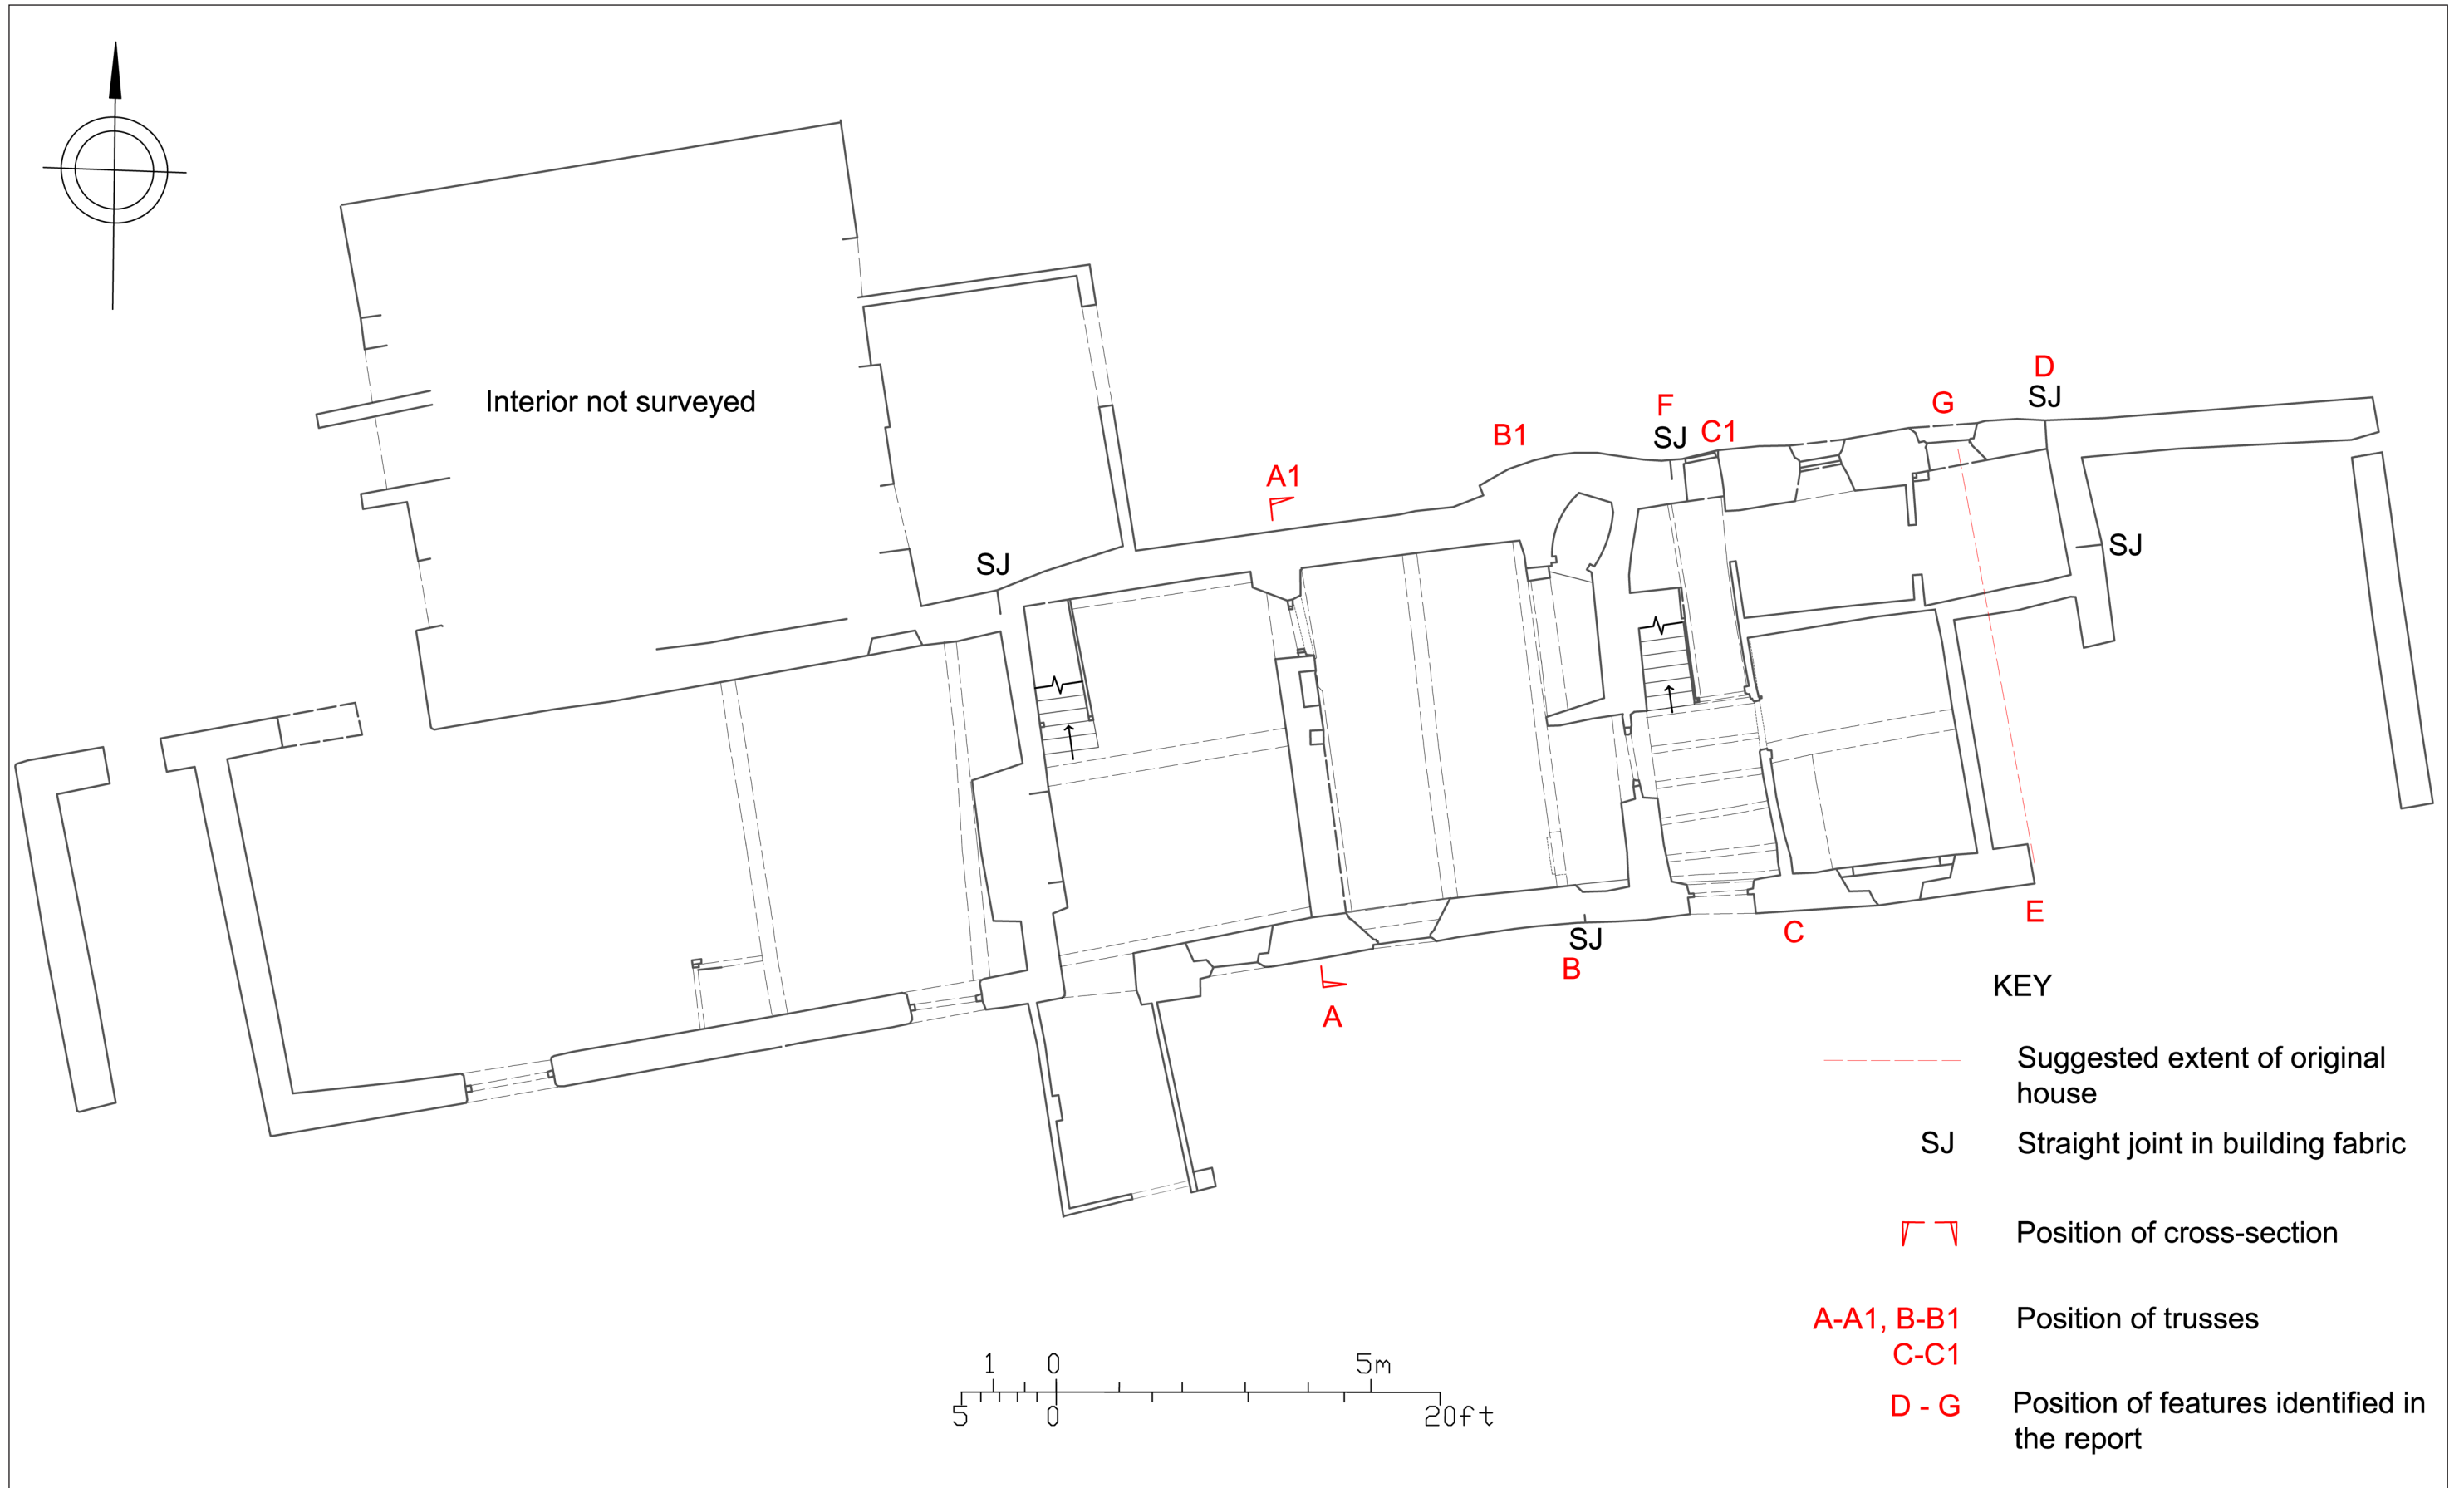 D
SJ
G
F
SJ
C1
B1
Interior not surveyed
A1
SJ
SJ
E
C
SJ
B
A
KEY
Suggested extent of original
house
SJ Straight joint in building fabric
Position of cross-section
A-A1, B-B1 Position of trusses
C-C1
D - G Position of features identified in
the report
1 0 5m
5 0 20ft